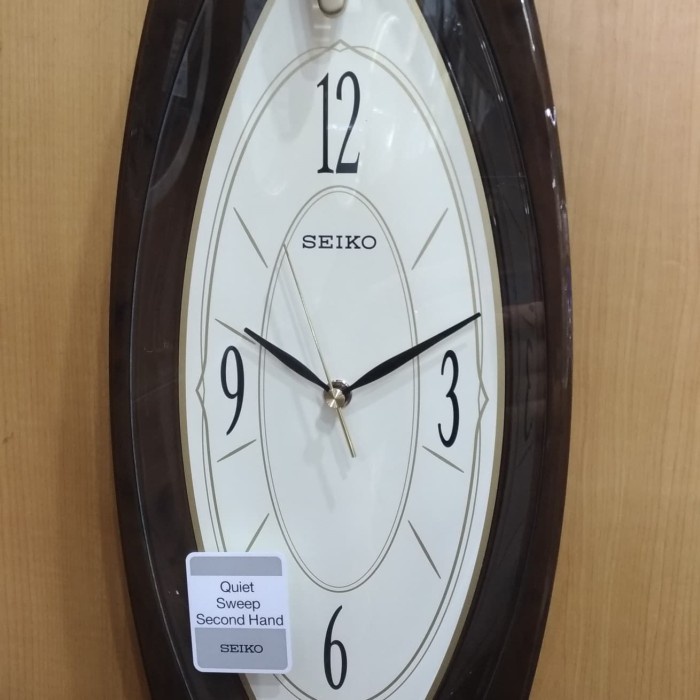 12
SEIKO
9
3
6
Quiet
Sweep
Second Hand
SEIKO